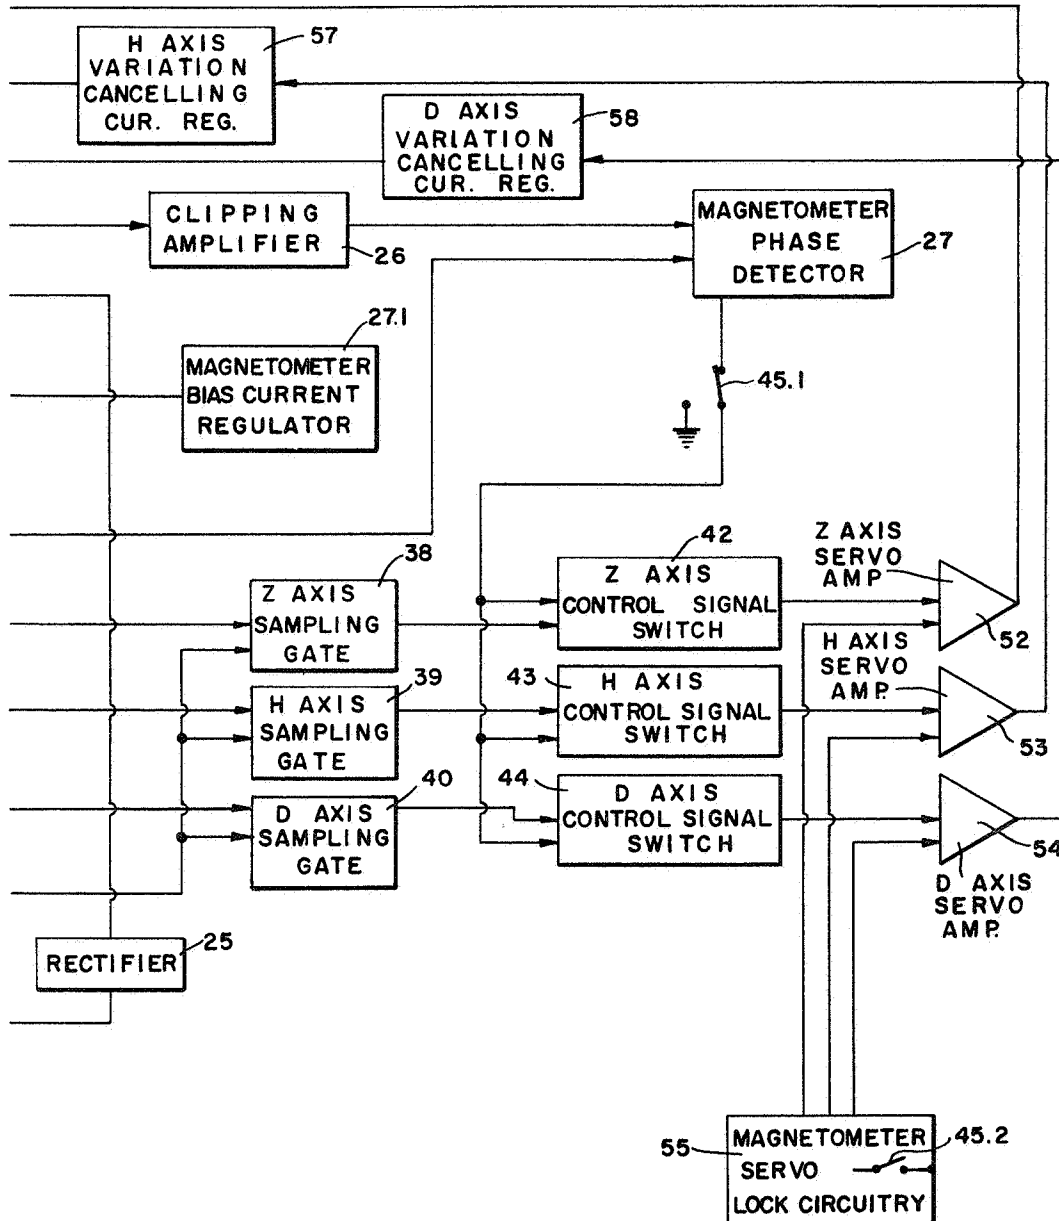 H AXIS
VARIATION
CANCELLING
CUR. REG.
57
D AXIS
VARIATION
CANCELLING
CUR. REG.
58
CLIPPING
AMPLIFIER
26
MAGNETOMETER
PHASE
DETECTOR
27
27.1
MAGNETOMETER
BIAS CURRENT
REGULATOR
45.1
38
Z AXIS
SAMPLING
GATE
42
Z AXIS
CONTROL SIGNAL
SWITCH
Z AXIS
SERVO
AMP.
52
39
H AXIS
SAMPLING
GATE
43
H AXIS
CONTROL SIGNAL
SWITCH
H AXIS
SERVO
AMP.
53
40
D AXIS
SAMPLING
GATE
44
D AXIS
CONTROL SIGNAL
SWITCH
54
D AXIS
SERVO
AMP.
RECTIFIER
25
55
MAGNETOMETER
SERVO
LOCK CIRCUITRY
45.2